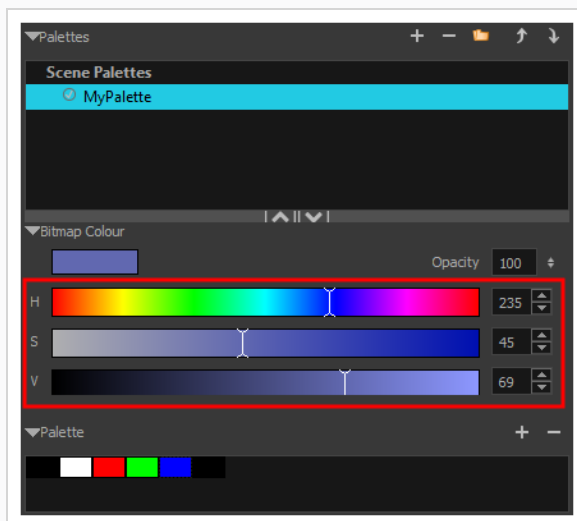 Palettes
Scene Palettes
MyPalette
Bitmap Colour
Opacity 100
H 235
S 45
V 69
Palette